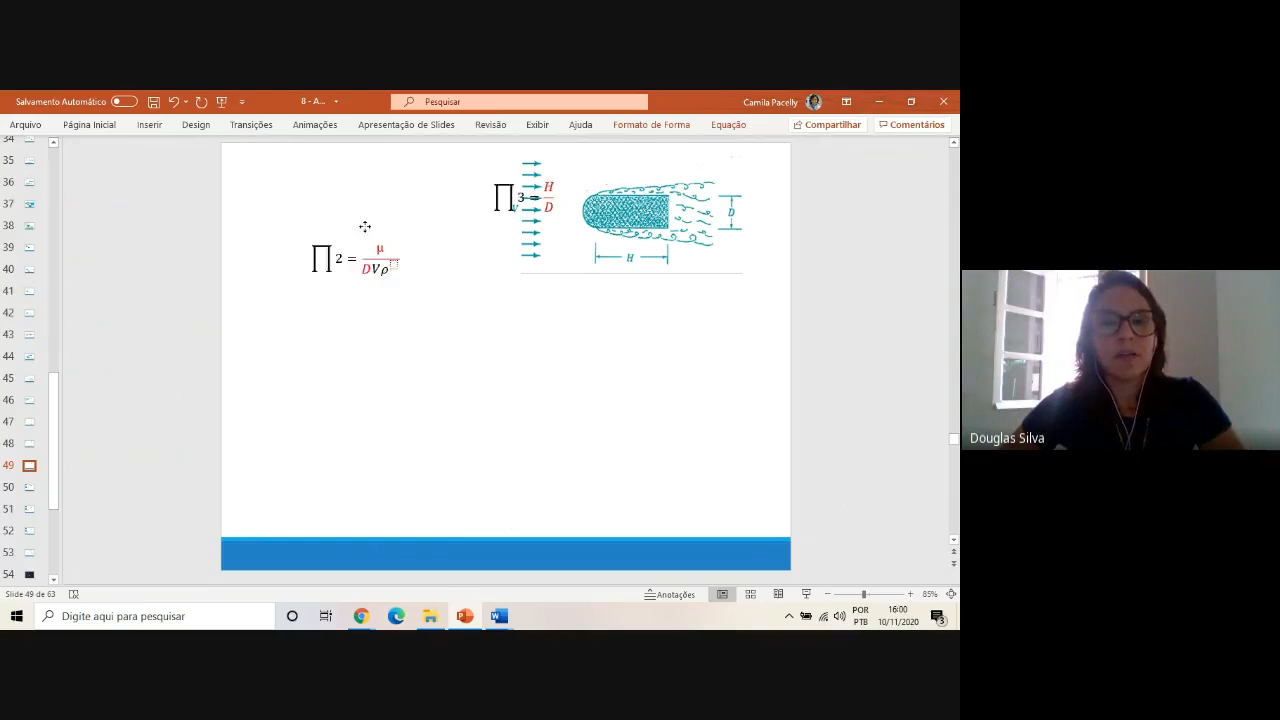 Salvamento Automático
8 - A...
Pesquisar
Camila Pacelly
Arquivo Página Inicial Inserir Design Transições Animações Apresentação de Slides Revisão Exibir Ajuda Formato de Forma Equação Compartilhar Comentários
34
35
36
37
38
39
40
41
42
43
44
45
46
47
48
49
50
51
52
53
54
∏ 3 = H/D
V
D
H
∏ 2 = μ/DVρ
Douglas Silva
Slide 49 de 63
Anotações
85%
Digite aqui para pesquisar
POR
PTB
16:00
10/11/2020
3